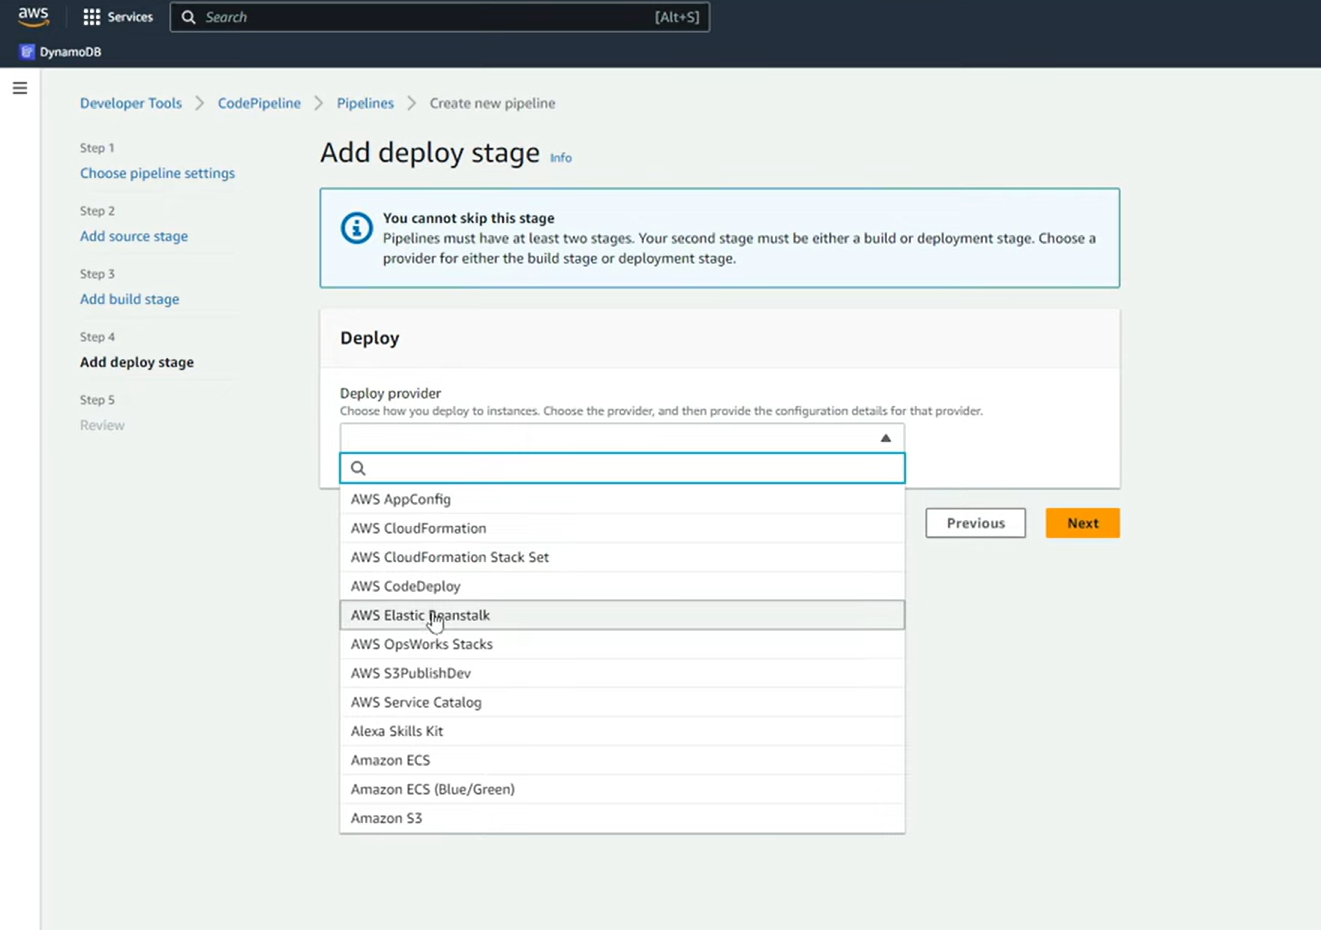 aws
Services
Search
[Alt+S]
DynamoDB
Developer Tools
CodePipeline
Pipelines
Create new pipeline
Step 1
Choose pipeline settings
Step 2
Add source stage
Step 3
Add build stage
Step 4
Add deploy stage
Step 5
Review
Add deploy stage
Info
You cannot skip this stage
Pipelines must have at least two stages. Your second stage must be either a build or deployment stage. Choose a
provider for either the build stage or deployment stage.
Deploy
Deploy provider
Choose how you deploy to instances. Choose the provider, and then provide the configuration details for that provider.
AWS AppConfig
AWS CloudFormation
AWS CloudFormation Stack Set
AWS CodeDeploy
AWS Elastic Beanstalk
AWS OpsWorks Stacks
AWS S3PublishDev
AWS Service Catalog
Alexa Skills Kit
Amazon ECS
Amazon ECS (Blue/Green)
Amazon S3
Previous
Next